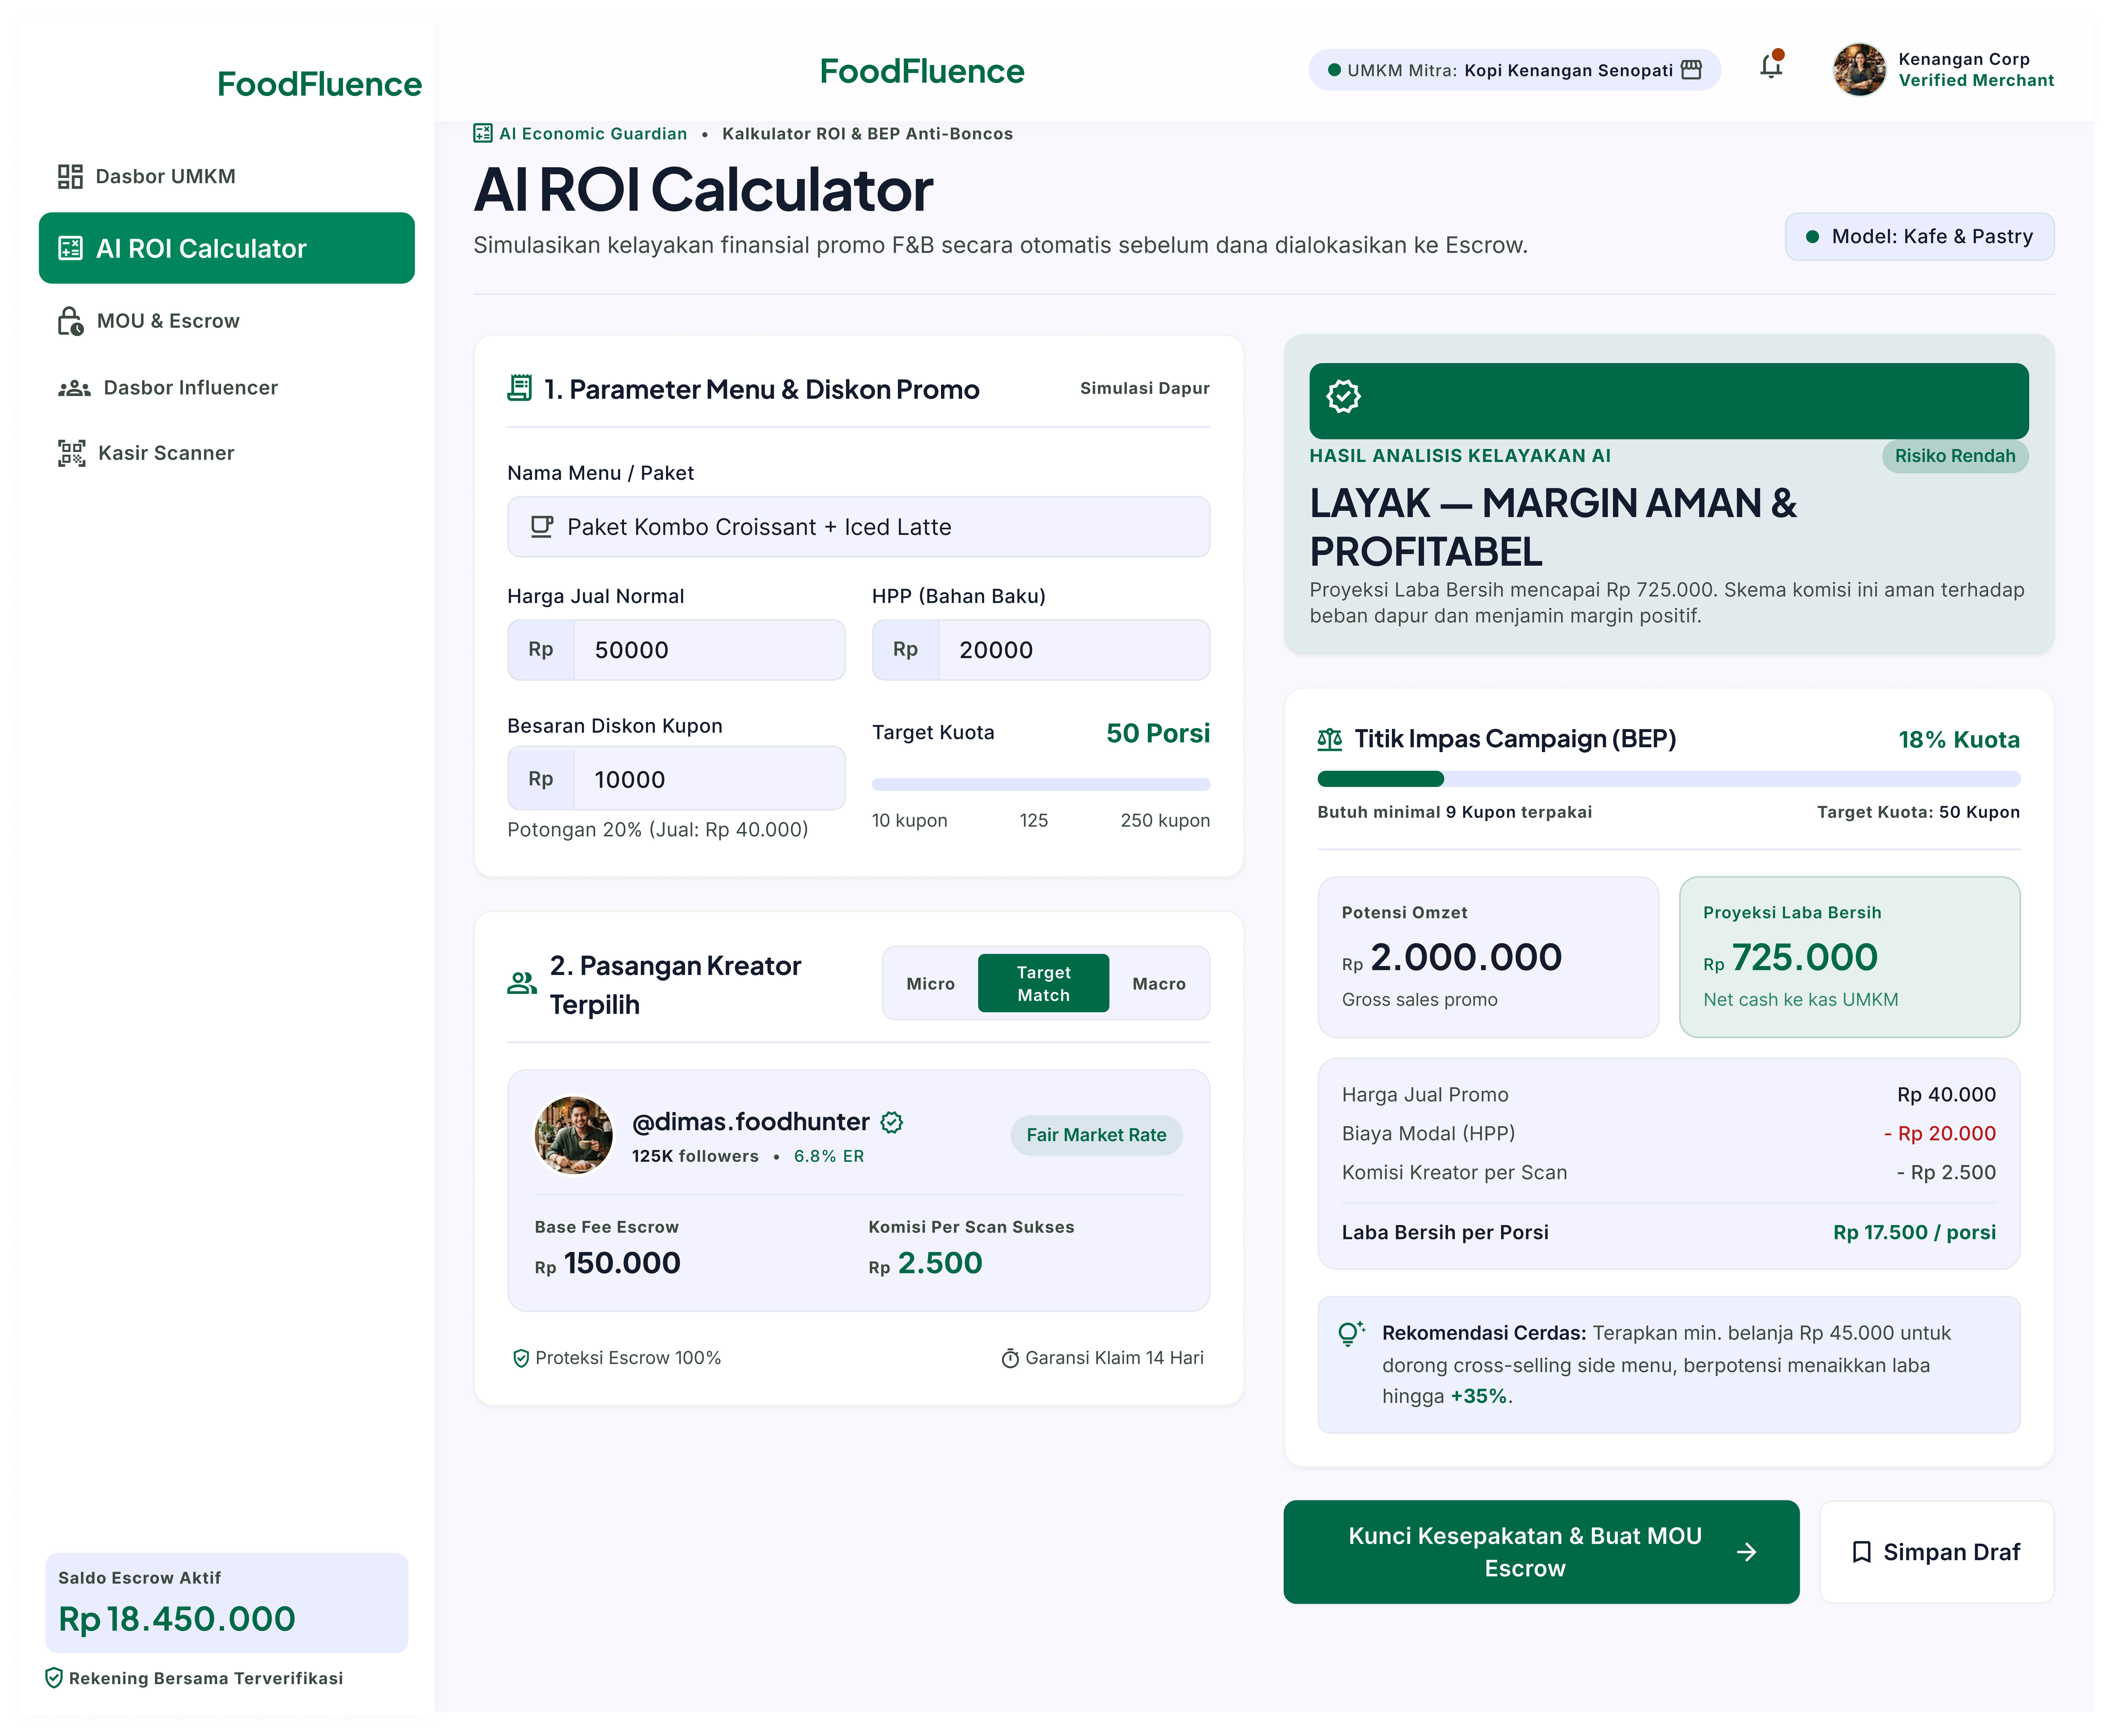 FoodFluence
Dasbor UMKM
AI ROI Calculator
MOU & Escrow
Dasbor Influencer
Kasir Scanner
Saldo Escrow Aktif
Rp 18.450.000
Rekening Bersama Terverifikasi
FoodFluence
UMKM Mitra: Kopi Kenangan Senopati
Kenangan Corp
Verified Merchant
AI Economic Guardian • Kalkulator ROI & BEP Anti-Boncos
AI ROI Calculator
Simulasikan kelayakan finansial promo F&B secara otomatis sebelum dana dialokasikan ke Escrow.
Model: Kafe & Pastry
1. Parameter Menu & Diskon Promo
Simulasi Dapur
Nama Menu / Paket
Paket Kombo Croissant + Iced Latte
Harga Jual Normal
Rp 50000
HPP (Bahan Baku)
Rp 20000
Besaran Diskon Kupon
Rp 10000
Potongan 20% (Jual: Rp 40.000)
Target Kuota
50 Porsi
10 kupon 125 250 kupon
2. Pasangan Kreator
Terpilih
Micro
Target
Match
Macro
@dimas.foodhunter
125K followers • 6.8% ER
Fair Market Rate
Base Fee Escrow
Rp 150.000
Komisi Per Scan Sukses
Rp 2.500
Proteksi Escrow 100%
Garansi Klaim 14 Hari
HASIL ANALISIS KELAYAKAN AI
Risiko Rendah
LAYAK — MARGIN AMAN &
PROFITABEL
Proyeksi Laba Bersih mencapai Rp 725.000. Skema komisi ini aman terhadap
beban dapur dan menjamin margin positif.
Titik Impas Campaign (BEP)
18% Kuota
Butuh minimal 9 Kupon terpakai
Target Kuota: 50 Kupon
Potensi Omzet
Rp 2.000.000
Gross sales promo
Proyeksi Laba Bersih
Rp 725.000
Net cash ke kas UMKM
Harga Jual Promo Rp 40.000
Biaya Modal (HPP) - Rp 20.000
Komisi Kreator per Scan - Rp 2.500
Laba Bersih per Porsi Rp 17.500 / porsi
Rekomendasi Cerdas: Terapkan min. belanja Rp 45.000 untuk
dorong cross-selling side menu, berpotensi menaikkan laba
hingga +35%.
Kunci Kesepakatan & Buat MOU
Escrow
Simpan Draf